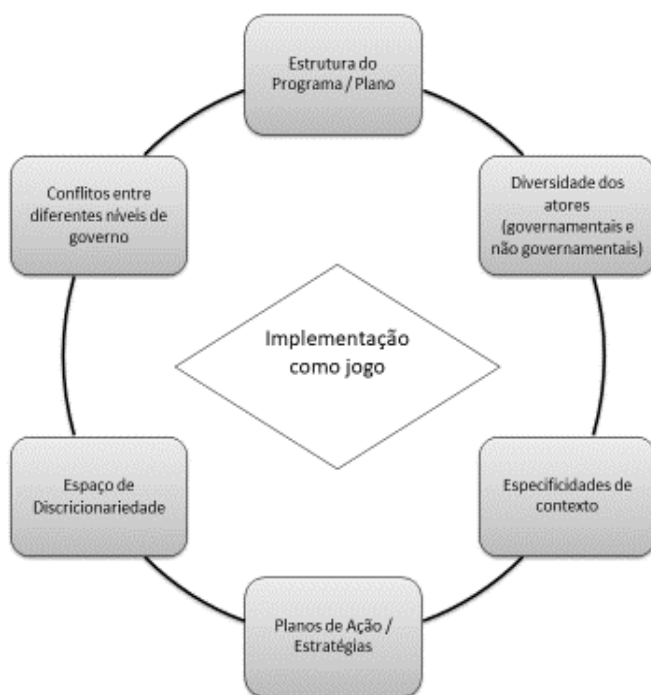 Estrutura do
Programa / Plano
Conflitos entre
diferentes níveis de
governo
Diversidade dos
atores
(governamentais e
não governamentais)
Implementação
como jogo
Espaço de
Discricionariedade
Especificidades de
contexto
Planos de Ação /
Estratégias